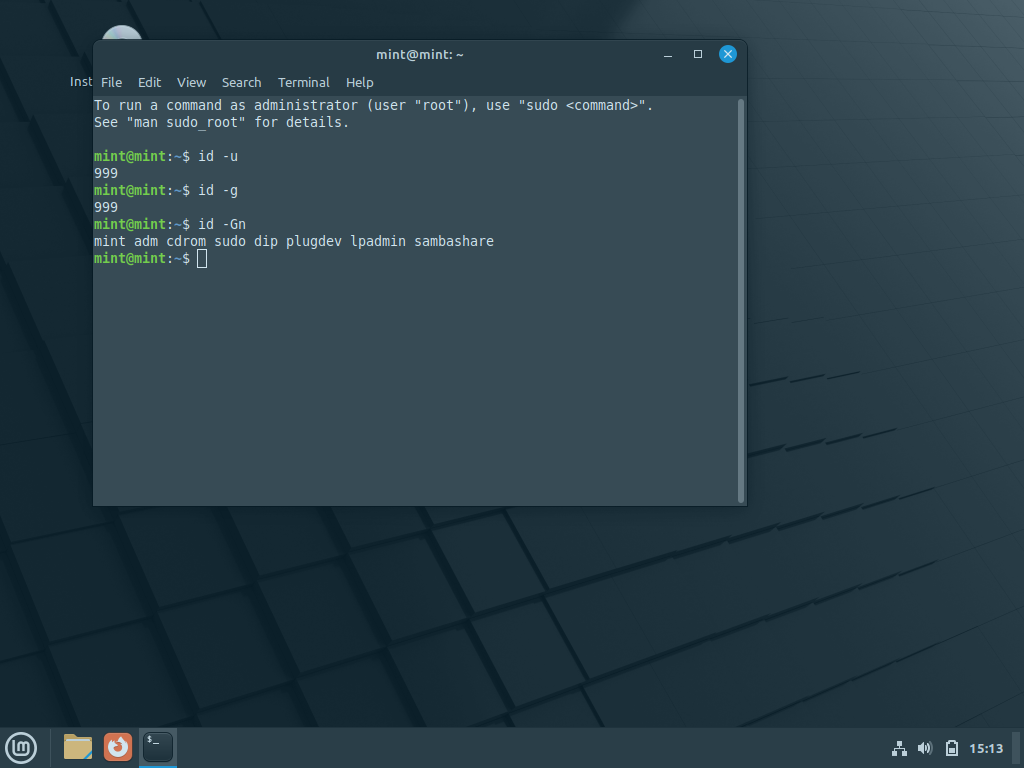 mint@mint: ~
Inst
File Edit View Search Terminal Help
To run a command as administrator (user "root"), use "sudo <command>".
See "man sudo_root" for details.
mint@mint:~$ id -u
999
mint@mint:~$ id -g
999
mint@mint:~$ id -Gn
mint adm cdrom sudo dip plugdev lpadmin sambashare
mint@mint:~$
$_
15:13